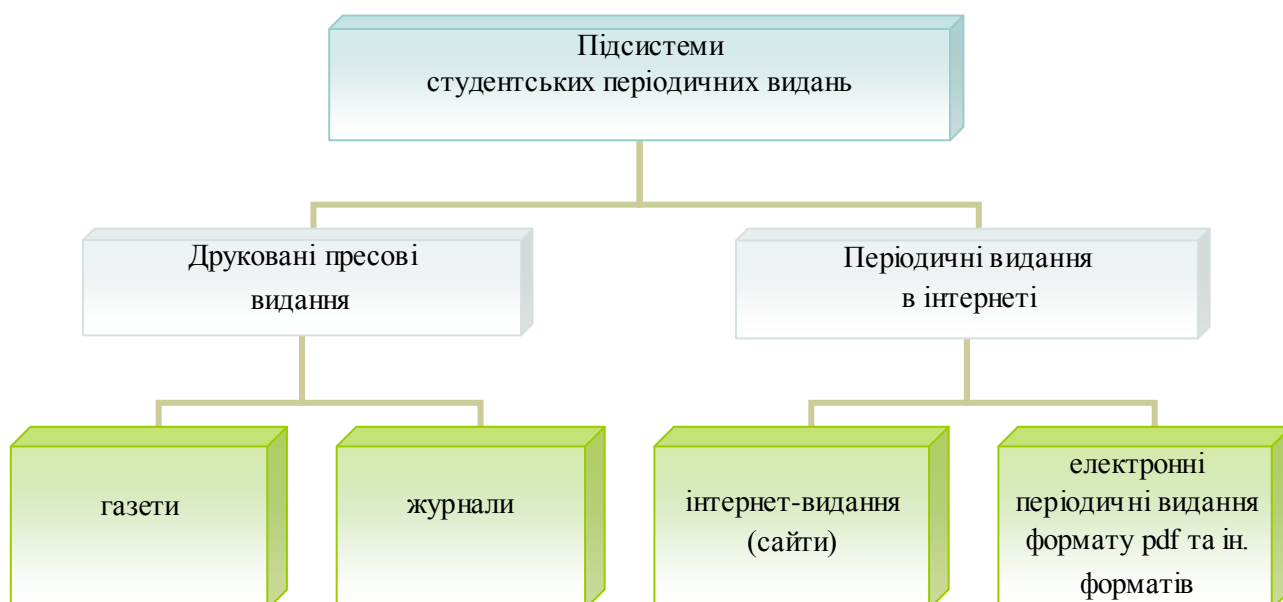 Підсистеми
студентських періодичних видань
Друковані пресові
видання
Періодичні видання
в інтернеті
газети
журнали
інтернет-видання
(сайти)
електронні
періодичні видання
формату pdf та ін.
форматів